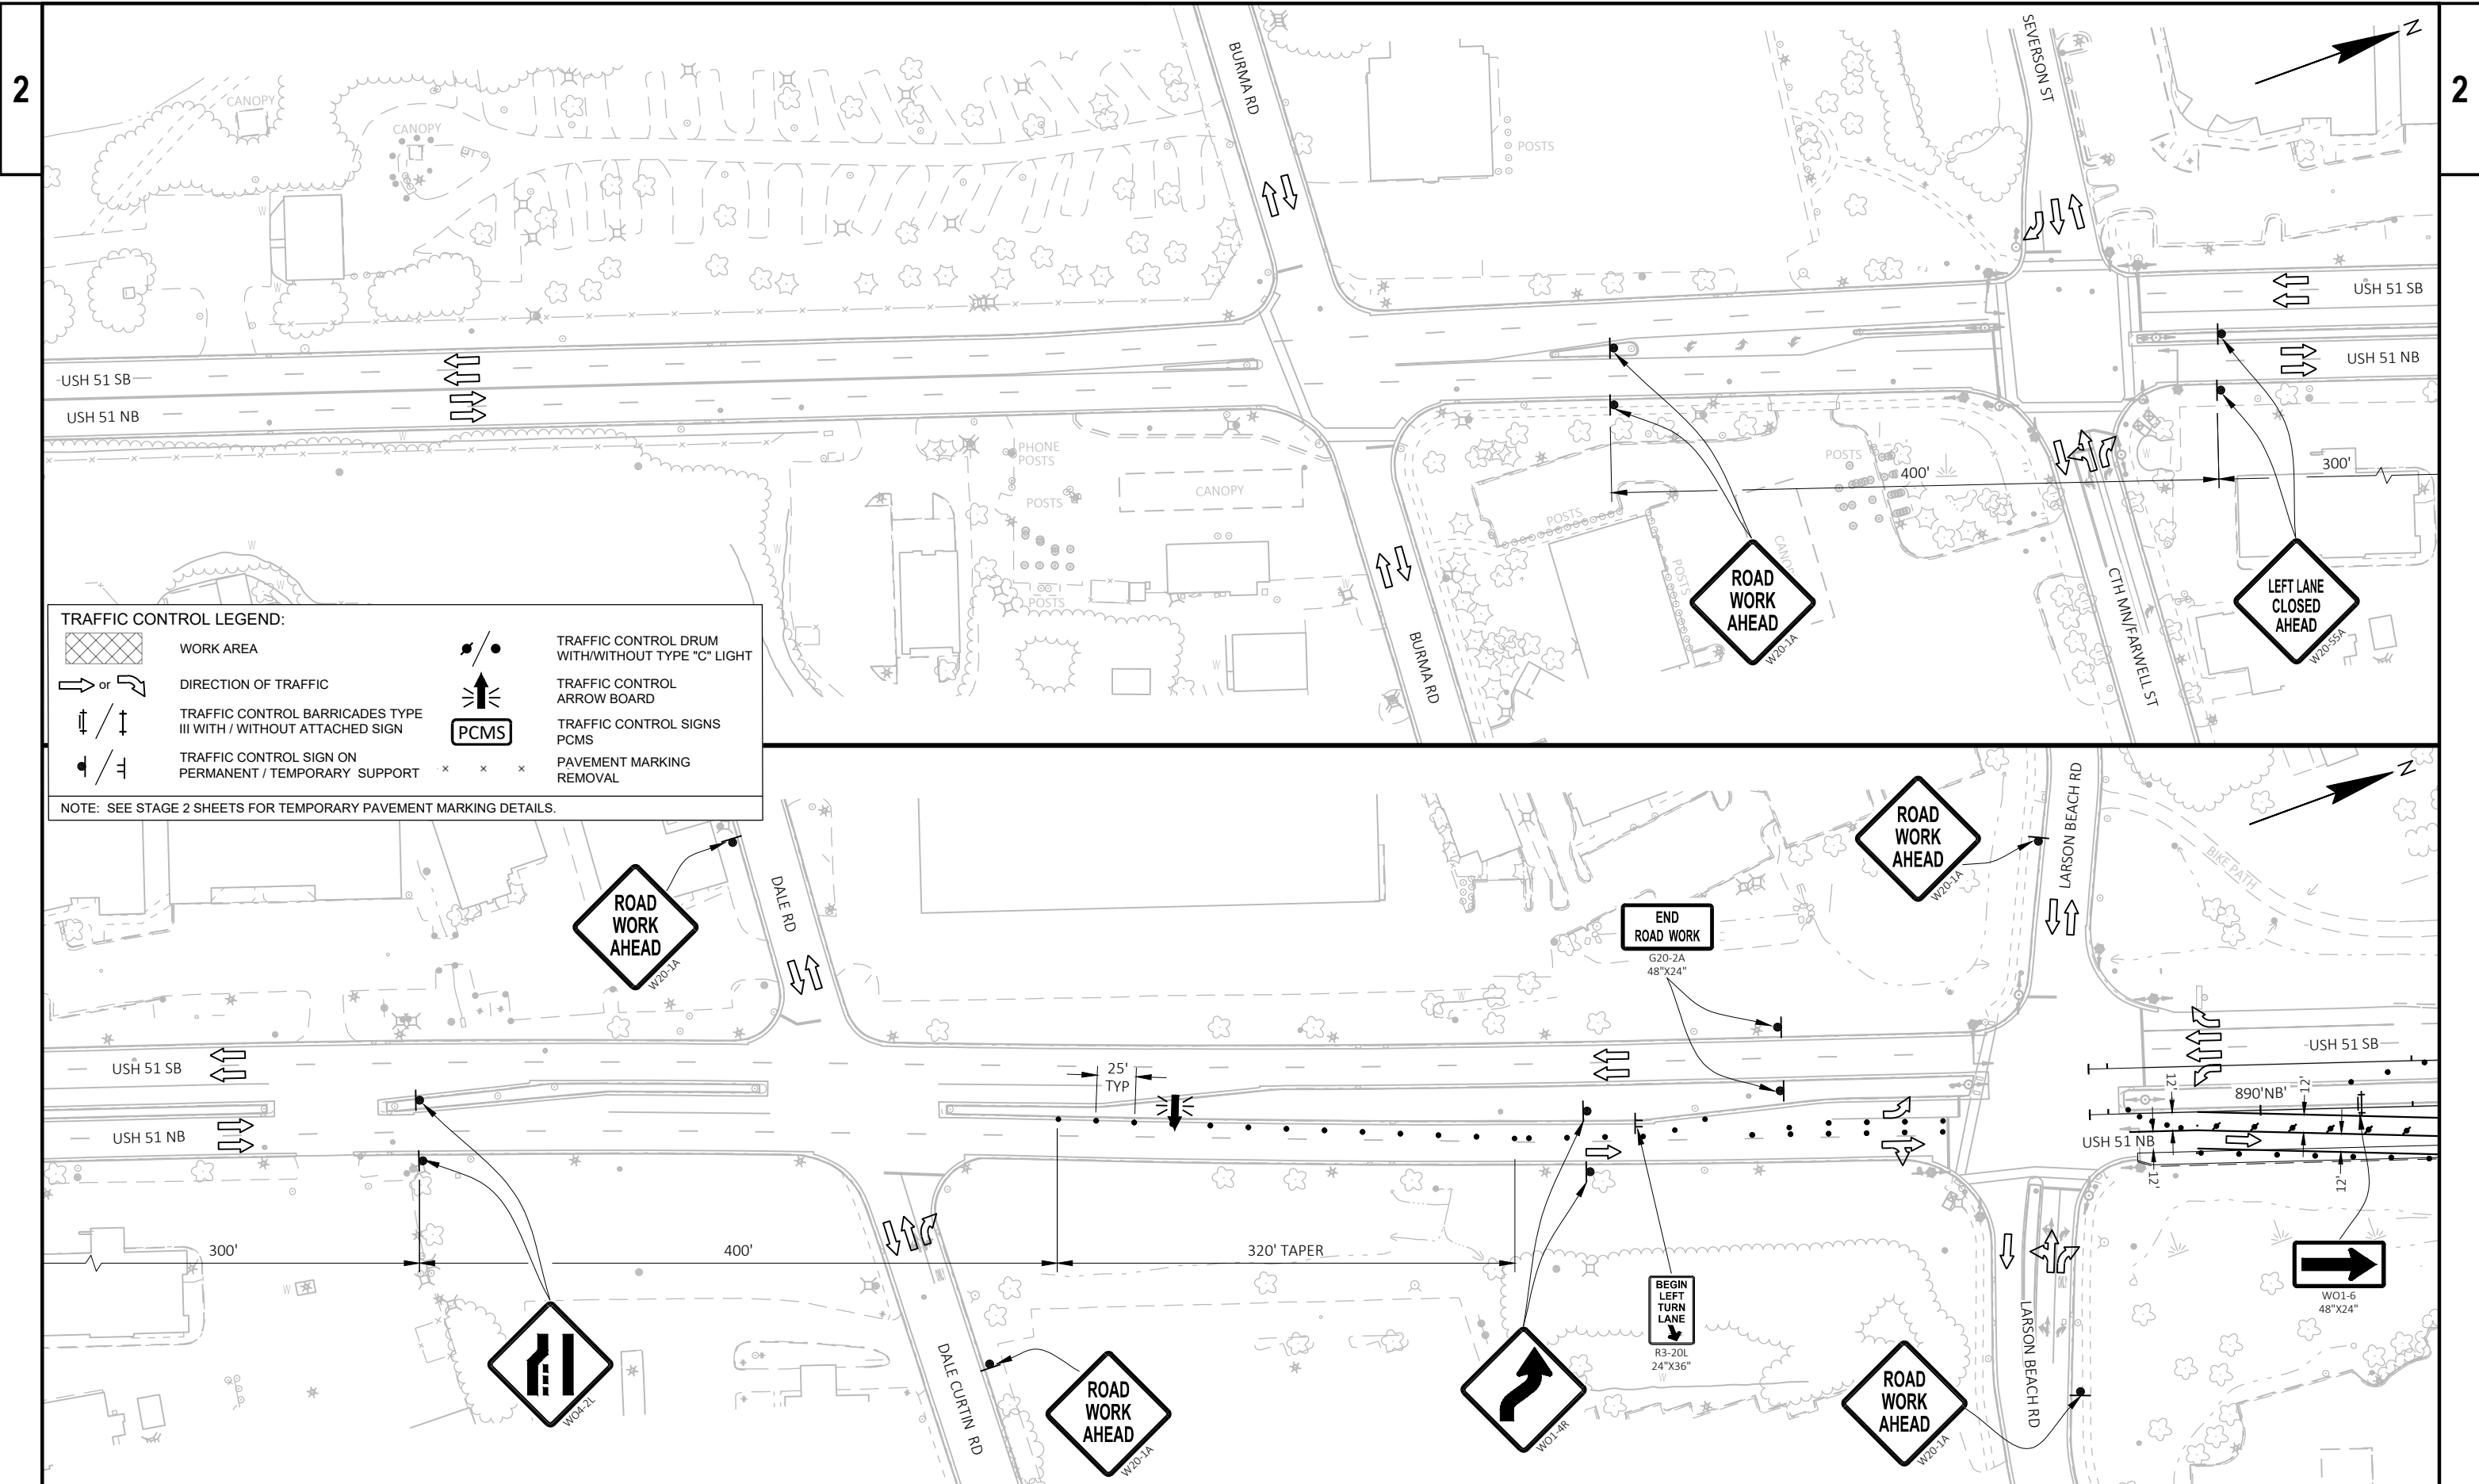 2
2
N
BURMA RD
SEVERSON ST
CANOPY
CANOPY
POSTS
USH 51 SB
USH 51 NB
USH 51 SB
USH 51 NB
W
W
PHONE
POSTS
POSTS
CANOPY
POSTS
POSTS
POSTS
POSTS
400'
300'
W
W
W
W
W
BURMA RD
CTH MN/FARWELL ST
ROAD
WORK
AHEAD
W20-1A
LEFT LANE
CLOSED
AHEAD
W20-55A
TRAFFIC CONTROL LEGEND:
WORK AREA
or
DIRECTION OF TRAFFIC
TRAFFIC CONTROL BARRICADES TYPE
III WITH / WITHOUT ATTACHED SIGN
TRAFFIC CONTROL SIGN ON
PERMANENT / TEMPORARY SUPPORT
TRAFFIC CONTROL DRUM
WITH/WITHOUT TYPE "C" LIGHT
TRAFFIC CONTROL
ARROW BOARD
PCMS
TRAFFIC CONTROL SIGNS
PCMS
PAVEMENT MARKING
REMOVAL
NOTE: SEE STAGE 2 SHEETS FOR TEMPORARY PAVEMENT MARKING DETAILS.
N
ROAD
WORK
AHEAD
W20-1A
DALE RD
ROAD
WORK
AHEAD
W20-1A
LARSON BEACH RD
BIKE PATH
END
ROAD WORK
G20-2A
48"X24"
USH 51 SB
USH 51 NB
25'
TYP
USH 51 SB
890'NB'
USH 51 NB
12'
12'
12'
12'
300'
400'
320' TAPER
W04-2L
DALE CURTIN RD
ROAD
WORK
AHEAD
W20-1A
W01-4R
BEGIN
LEFT
TURN
LANE
R3-20L
24"X36"
ROAD
WORK
AHEAD
W20-1A
LARSON BEACH RD
W01-6
48"X24"